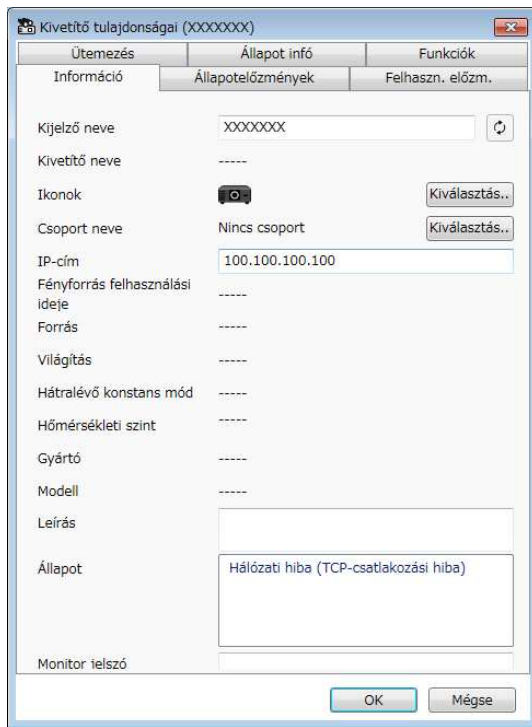 Kivetítő tulajdonságai (XXXXXXX)
Ütemezés Állapot infó Funkciók
Információ Állapotelőzmények Felhaszn. előzm.
Kijelző neve XXXXXXX
Kivetítő neve -----
Ikonok Kiválasztás..
Csoport neve Nincs csoport Kiválasztás..
IP-cím 100.100.100.100
Fényforrás felhasználási
ideje -----
Forrás -----
Világítás -----
Hátralévő konstans mód -----
Hőmérsékleti szint -----
Gyártó -----
Modell -----
Leírás
Állapot Hálózati hiba (TCP-csatlakozási hiba)
Monitor jelszó
OK Mégse